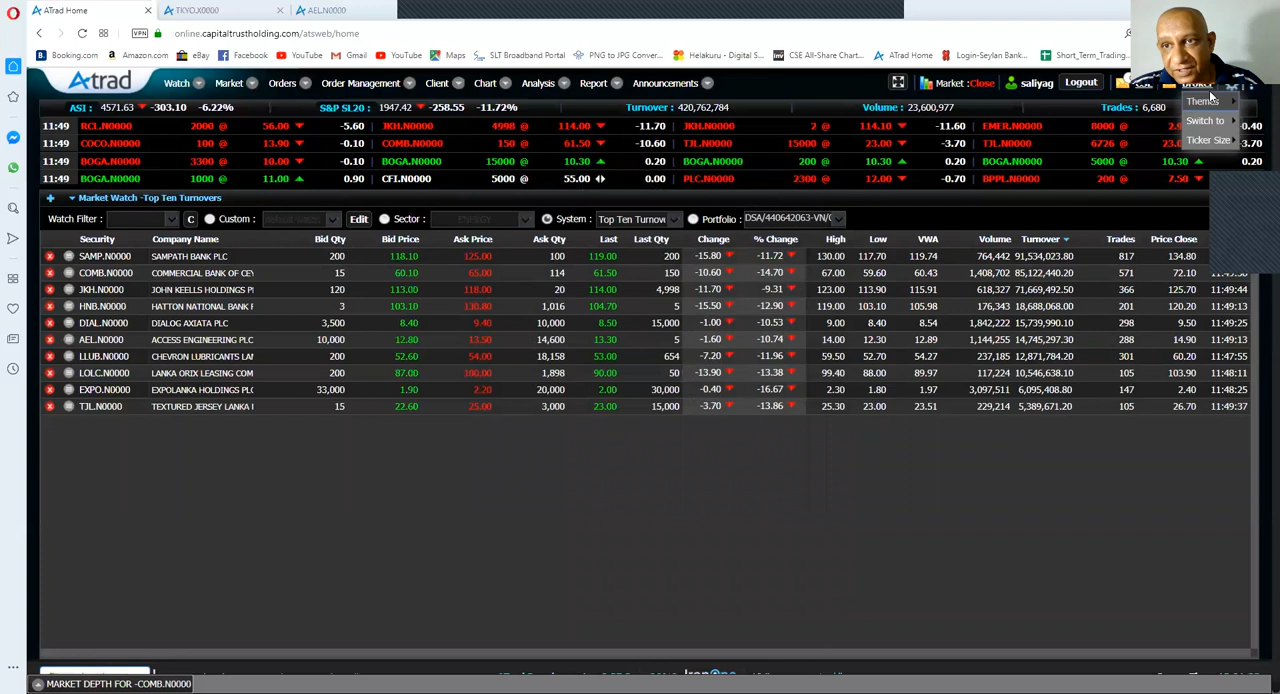 ATrad Home TKYO.X0000 AEL.N0000
VPN online.capitaltrustholding.com/atsweb/home
Booking.com Amazon.com eBay Facebook YouTube Gmail YouTube Maps SLT Broadband Portal PNG to JPG Conver... Helakuru - Digital S... CSE All-Share Chart... ATrad Home Login-Seylan Bank... Short_Term_Trading
Atrad Watch Market Orders Order Management Client Chart Analysis Report Announcements Market :Close saliyag Logout
Themes
ASI : 4571.63 -303.10 -6.22% S&P SL20 : 1947.42 -258.55 -11.72% Turnover : 420,762,784 Volume : 23,600,977 Trades : 6,680
Switch to
11:49 RCL.N0000 2000 @ 56.00 -5.60 JKH.N0000 4998 @ 114.00 -11.70 JKH.N0000 2 @ 114.10 -11.60 EMER.N0000 8000 @ -0.40
Ticker Size
11:49 COCO.N0000 100 @ 13.90 -0.10 COMB.N0000 150 @ 61.50 -10.60 TJL.N0000 15000 @ 23.00 -3.70 TJL.N0000 6726 @ -3.70
11:49 BOGA.N0000 3300 @ 10.00 -0.10 BOGA.N0000 15000 @ 10.30 0.20 BOGA.N0000 5000 @ 10.30 0.20 BOGA.N0000 5000 @ 10.30 0.20
11:49 BOGA.N0000 1000 @ 11.00 0.90 CFI.N0000 5000 @ 55.00 0.00 PLC.N0000 2300 @ 12.00 -0.70 BPPL.N0000 200 @ 7.50
Market Watch -Top Ten Turnovers
Watch Filter : C Custom : Edit Sector : ENERGY System : Top Ten Turnov Portfolio : DSA/440642063-VN/
Security Company Name Bid Qty Bid Price Ask Price Ask Qty Last Last Qty Change % Change High Low VWA Volume Turnover Trades Price Close
SAMP.N0000 SAMPATH BANK PLC 200 118.10 125.00 100 119.00 200 -15.80 -11.72 130.00 117.70 119.74 764,442 91,534,023.80 817 134.80
COMB.N0000 COMMERCIAL BANK OF CEY 15 60.10 65.00 114 61.50 150 -10.60 -14.70 67.00 59.60 60.43 1,408,702 85,122,440.20 571 72.10
JKH.N0000 JOHN KEELLS HOLDINGS P 120 113.00 118.00 20 114.00 4,998 -11.70 -9.31 123.00 113.90 115.91 618,327 71,669,492.50 366 125.70 11:49:44
HNB.N0000 HATTON NATIONAL BANK F 3 103.10 130.80 1,016 104.70 5 -15.50 -12.90 119.00 103.10 105.98 176,343 18,688,068.00 201 120.20 11:49:13
DIAL.N0000 DIALOG AXIATA PLC 3,500 8.40 9.40 10,000 8.50 15,000 -1.00 -10.53 9.00 8.40 8.54 1,842,222 15,739,990.10 298 9.50 11:49:25
AEL.N0000 ACCESS ENGINEERING PLC 10,000 12.80 13.50 14,600 13.30 5 -1.60 -10.74 14.00 12.30 12.89 1,144,255 14,745,297.30 288 14.90 11:49:13
LLUB.N0000 CHEVRON LUBRICANTS LAN 200 52.60 54.00 18,158 53.00 654 -7.20 -11.96 59.50 52.70 54.27 237,185 12,871,784.20 301 60.20 11:47:55
LOLC.N0000 LANKA ORIX LEASING COM 200 87.00 100.00 1,898 90.00 50 -13.90 -13.38 99.40 88.00 89.97 117,224 10,546,638.10 105 103.90 11:48:11
EXPO.N0000 EXPOLANKA HOLDINGS PLC 33,000 1.90 2.20 20,000 2.00 30,000 -0.40 -16.67 2.30 1.80 1.97 3,097,511 6,095,408.80 147 2.40 11:48:25
TJL.N0000 TEXTURED JERSEY LANKA 15 22.60 25.00 3,000 23.00 15,000 -3.70 -13.86 25.30 23.00 23.51 229,214 5,389,671.20 105 26.70 11:49:37
MARKET DEPTH FOR -COMB.N0000